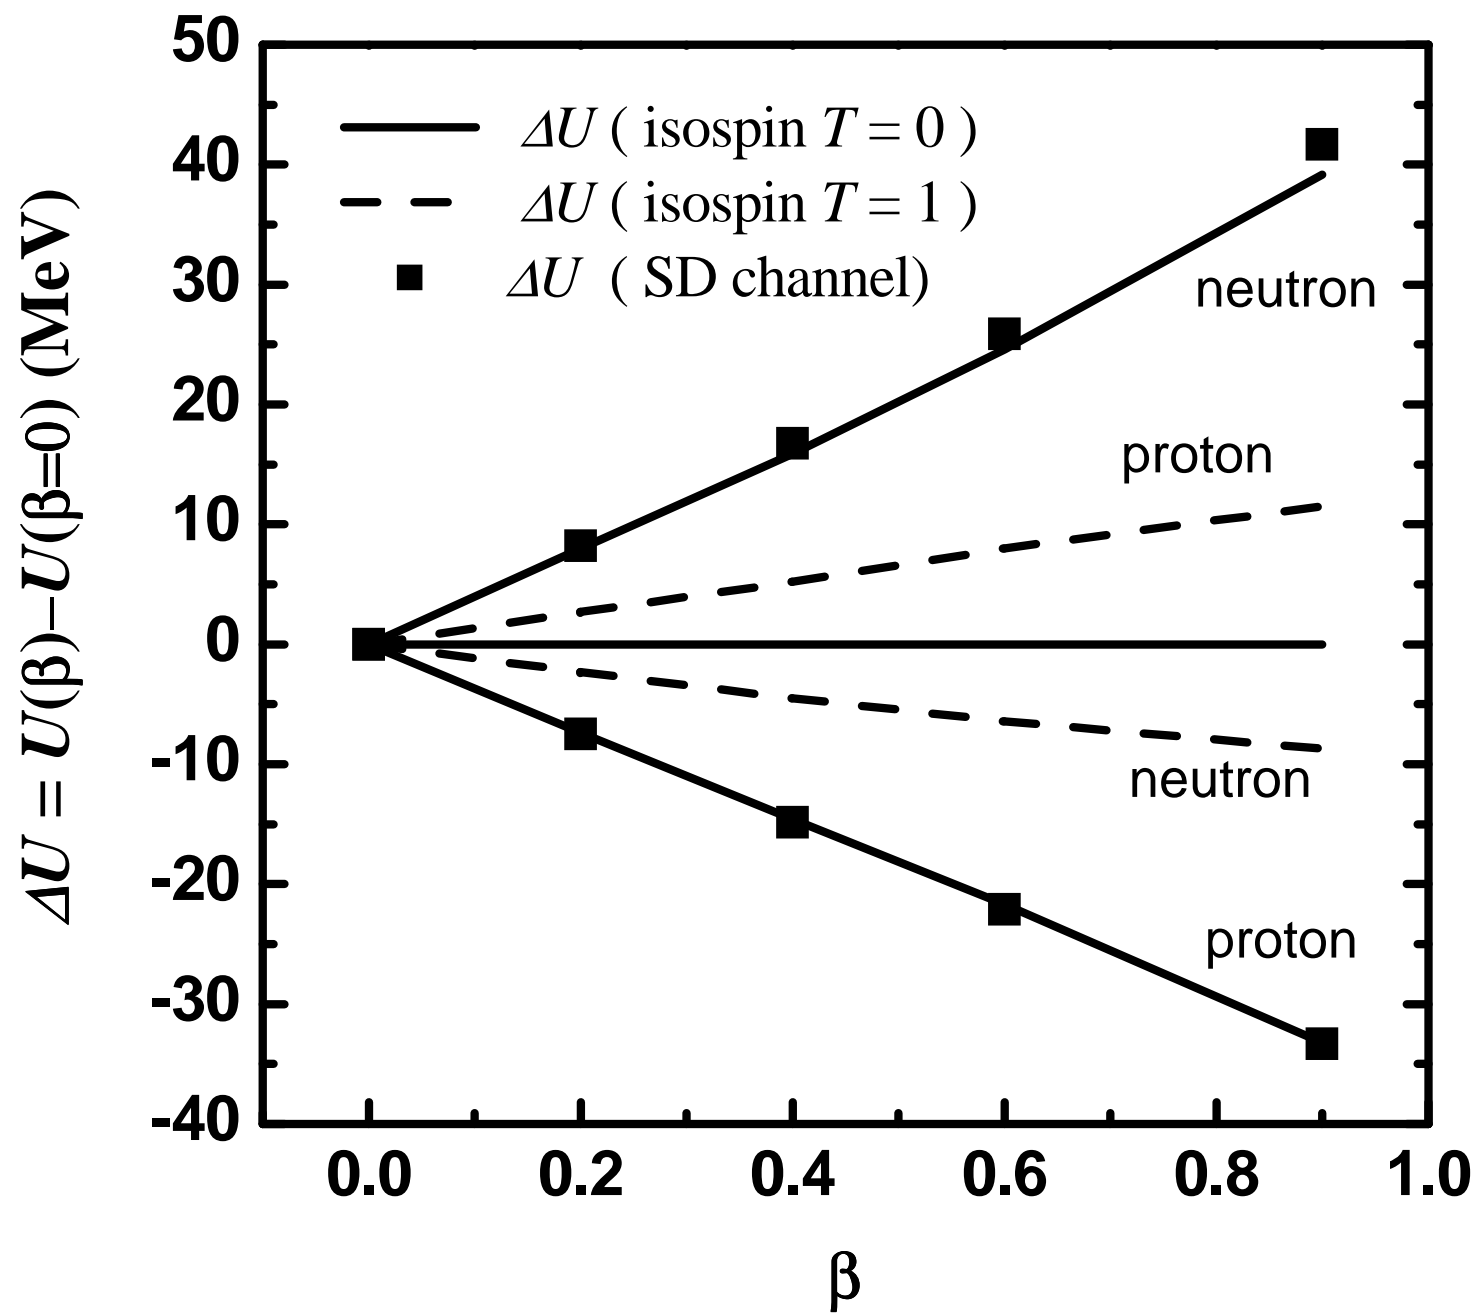 ΔU = U(β)−U(β=0) (MeV)
50
40
30
20
10
0
-10
-20
-30
-40
ΔU ( isospin T = 0 )
ΔU ( isospin T = 1 )
ΔU ( SD channel)
neutron
proton
neutron
proton
0.0 0.2 0.4 0.6 0.8 1.0
β